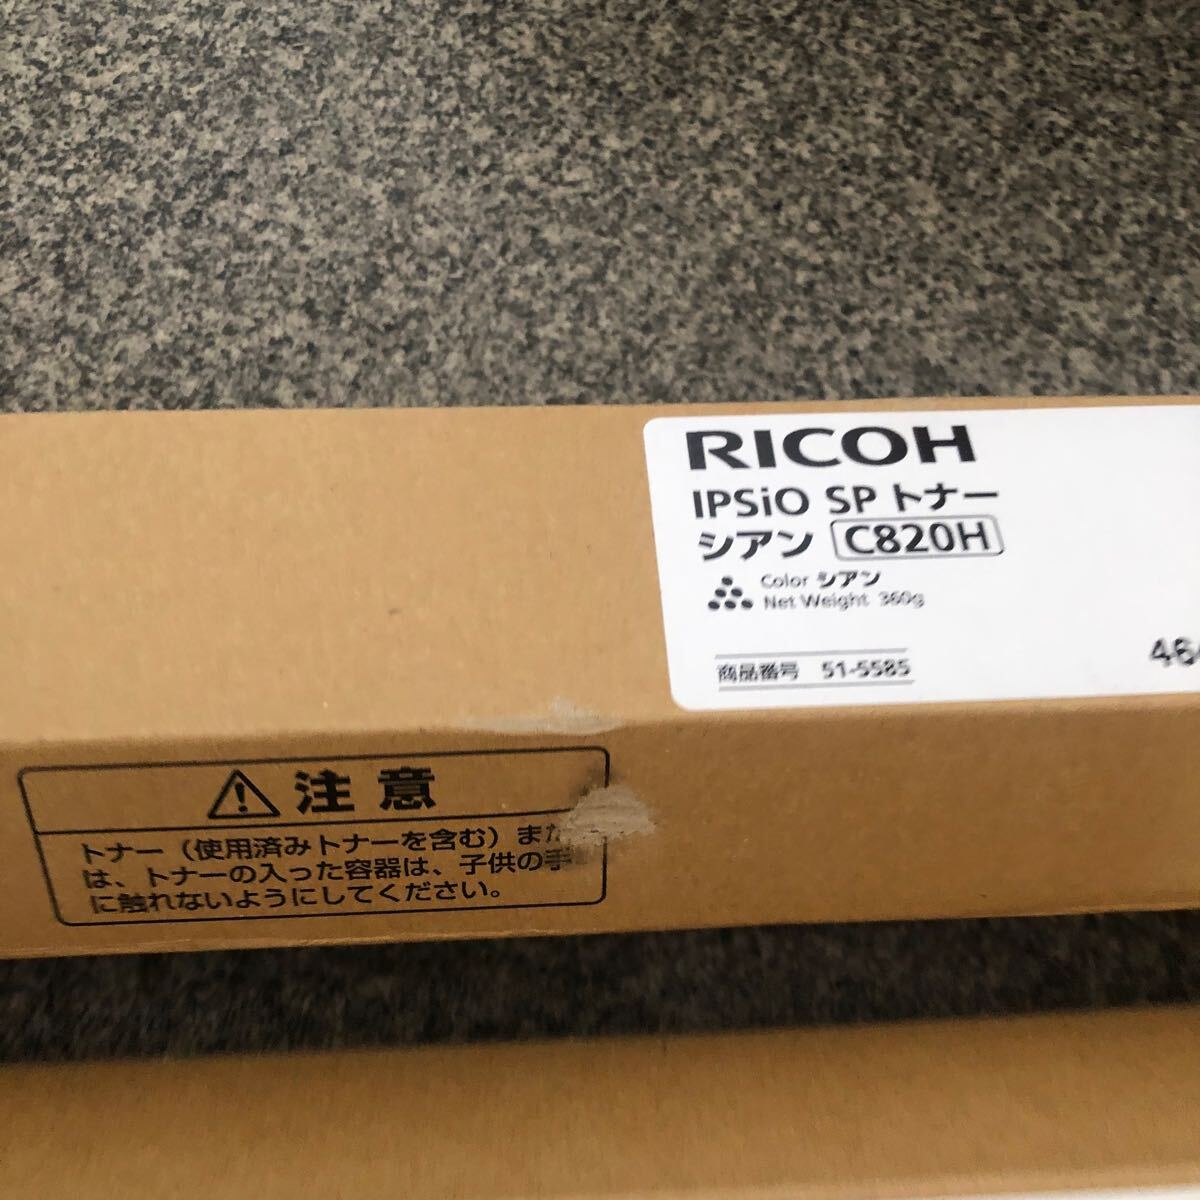 RICOH
IPSiO SP トナー
シアン C820H
Color シアン
Net Weight 360g
商品番号 51-5585
464
注意
トナー（使用済みトナーを含む）また
は、トナーの入った容器は、子供の手
に触れないようにしてください。